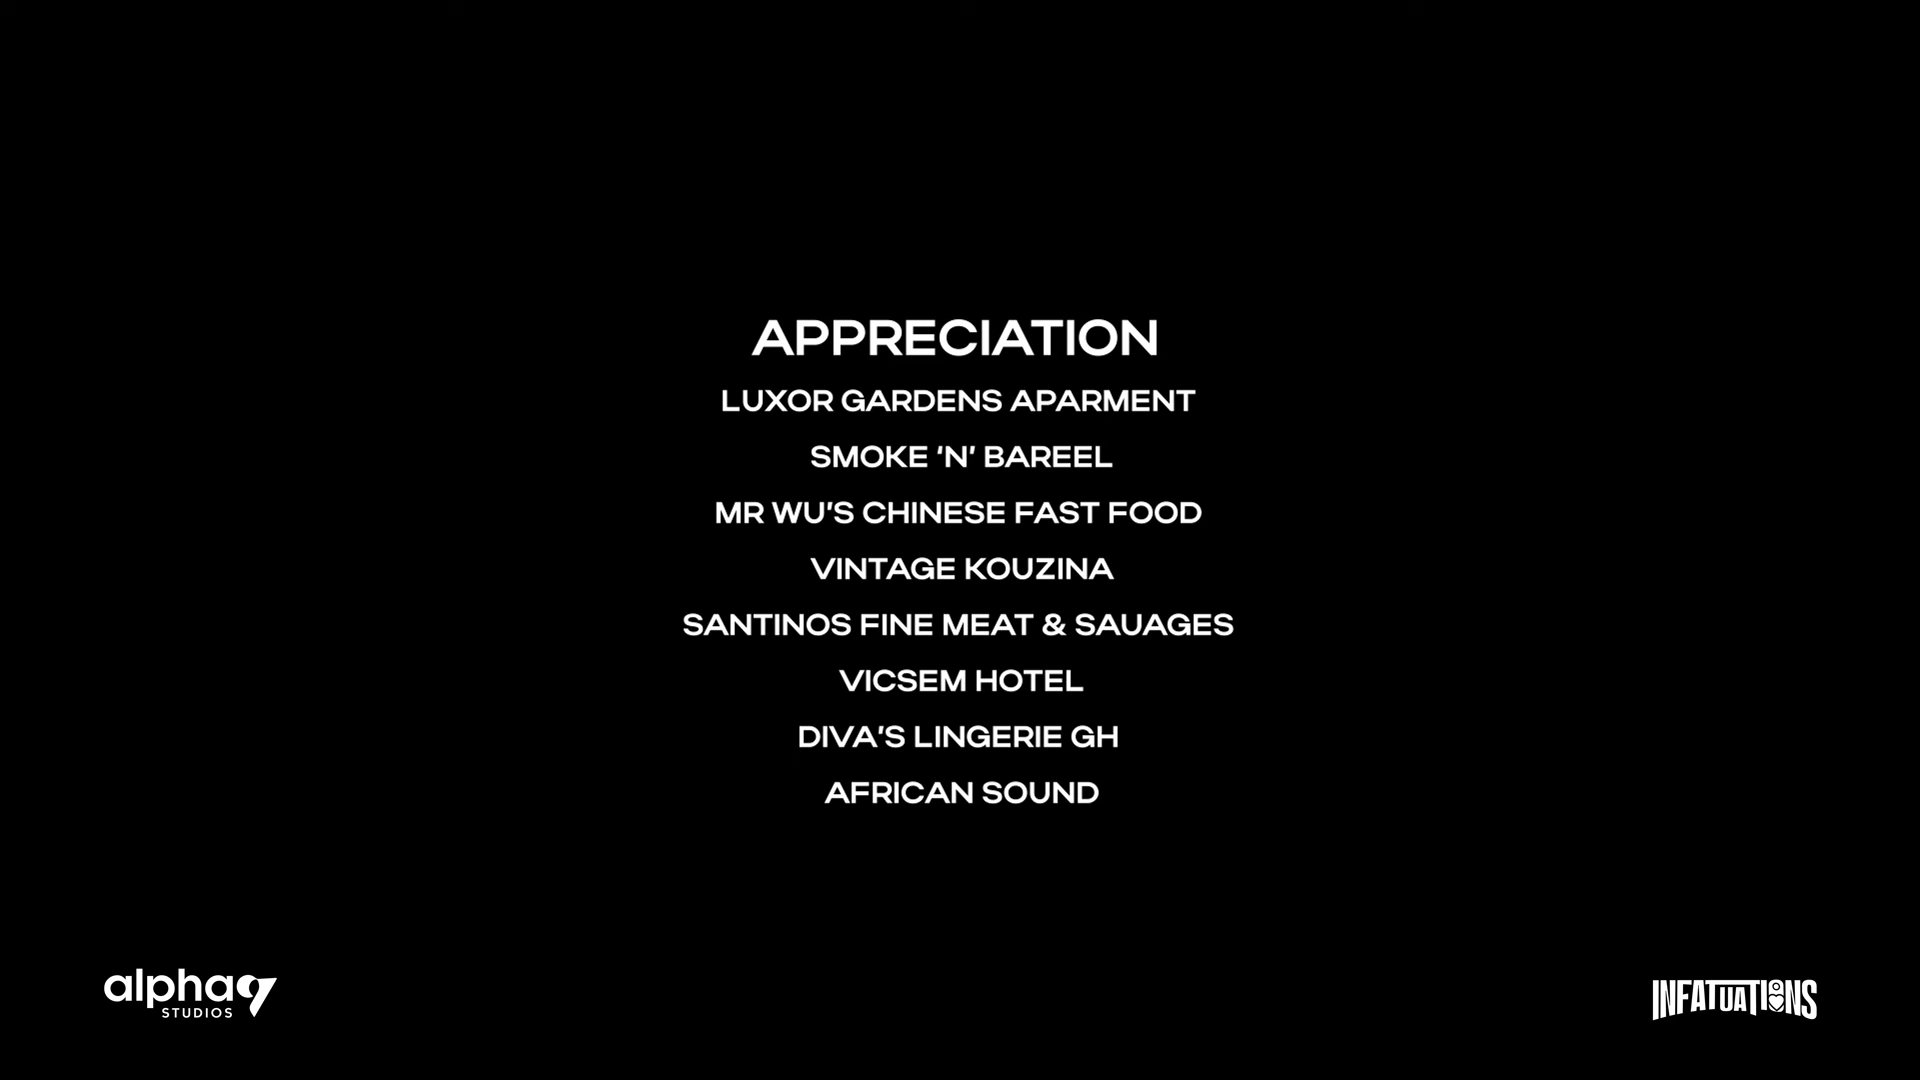 APPRECIATION
LUXOR GARDENS APARMENT
SMOKE ‘N’ BAREEL
MR WU’S CHINESE FAST FOOD
VINTAGE KOUZINA
SANTINOS FINE MEAT & SAUAGES
VICSEM HOTEL
DIVA’S LINGERIE GH
AFRICAN SOUND
alpha9
STUDIOS
INFATUATIONS